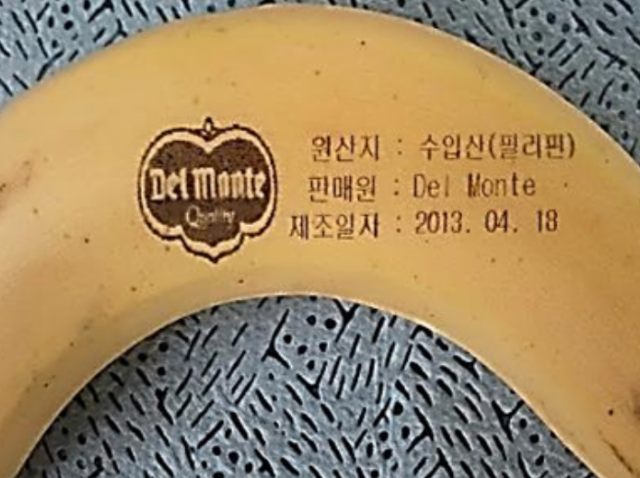 Del Monte
Quality
원산지 : 수입산(필리핀)
판매원 : Del Monte
제조일자 : 2013. 04. 18